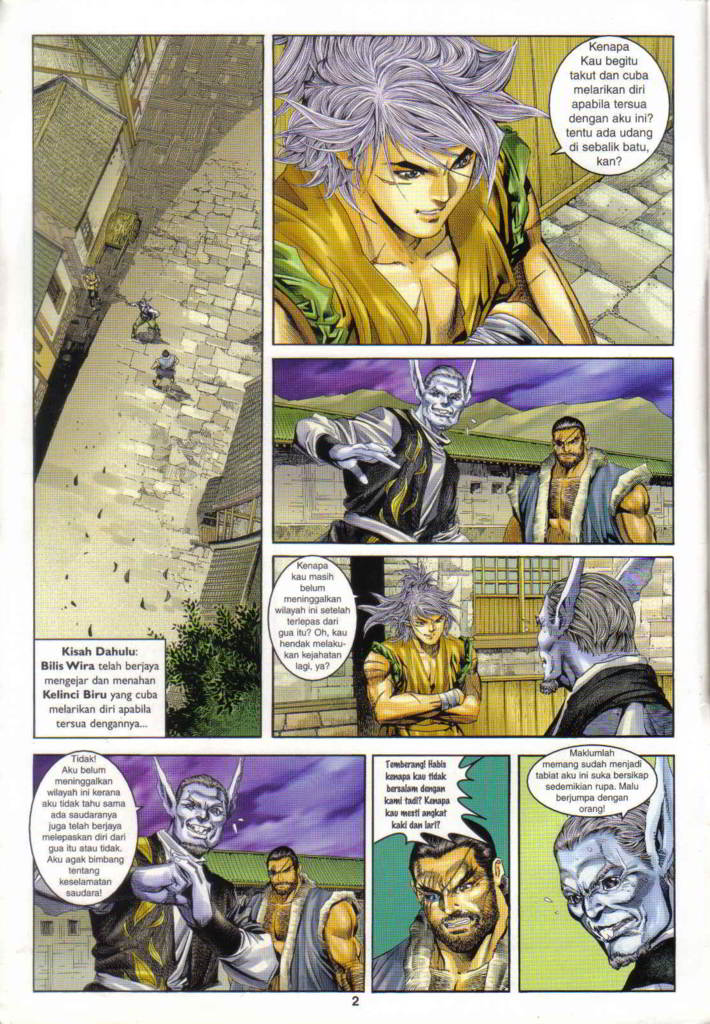 Kisah Dahulu:
Bilis Wira telah berjaya
mengejar dan menahan
Kelinci Biru yang cuba
melarikan diri apabila
tersua dengannya...
Kenapa
Kau begitu
takut dan cuba
melarikan diri
apabila tersua
dengan aku ini?
tentu ada udang
di sebalik batu,
kan?
Kenapa
kau masih
belum
meninggalkan
wilayah ini setelah
terlepas dari
gua itu? Oh, kau
hendak melaku-
kan kejahatan
lagi, ya?
Tidak!
Aku belum
meninggalkan
wilayah ini kerana
aku tidak tahu sama
ada saudaranya
juga telah berjaya
melepaskan diri dari
gua itu atau tidak.
Aku agak bimbang
tentang
keselamatan
saudara!
Temberang! Habis
kenapa kau tidak
bersalam dengan
kami tadi? Kenapa
kau mesti angkat
kaki dan lari?
Maklumlah
memang sudah menjadi
tabiat aku ini suka bersikap
sedemikian rupa. Malu
berjumpa dengan
orang!
2